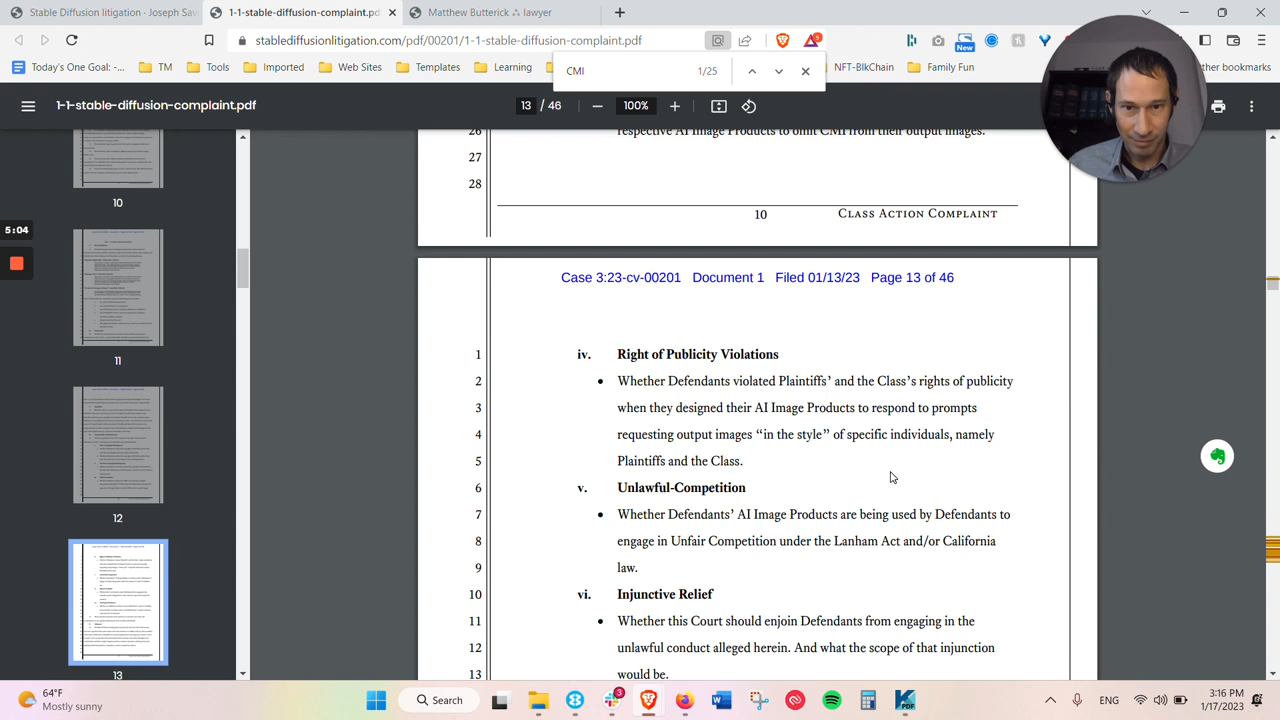 Stable Diffusion litigation · Joseph Sav
1-1-stable-diffusion-complaint.pdf
Matthew Butterick ⁂ lawyer
stablediffusionlitigation.com/pdf/00201/1-1-stable-diffusion-complaint.pdf
5
New
Today's One Goal: -...
TM
Tools
Imported
Web Sites
Templates
Learning
NFT-BlkChain
Family Fun
ther bookmarks
CMI
1/25
1-1-stable-diffusion-complaint.pdf
13 / 46
100%
10
5:04
11
12
13
26 respective AI Image Products to omit CMI from their output images.
27
28
10 CLASS ACTION COMPLAINT
Case 3:23-cv-00201 Document 1 Filed 01/13/23 Page 13 of 46
1 iv. Right of Publicity Violations
2 • Whether Defendants violated Plaintiffs' and the Class's rights of publicity
3 when they designed their AI Image Products to respond to prompts
4 requesting output images “in the style” of specific individuals, namely
5 Plaintiffs and the Class.
6 v. Unlawful-Competition
7 • Whether Defendants' AI Image Products are being used by Defendants to
8 engage in Unfair Competition under the Lanham Act and/or California
9 law.
10 vi. Injunctive Relief
11 • Whether this Court should enjoin Defendants from engaging in the
12 unlawful conduct alleged herein. And what the scope of that injunction
13 would be.
64°F
Mostly sunny
Search
3
PDF
ENG
3:16 PM
1/17/2023